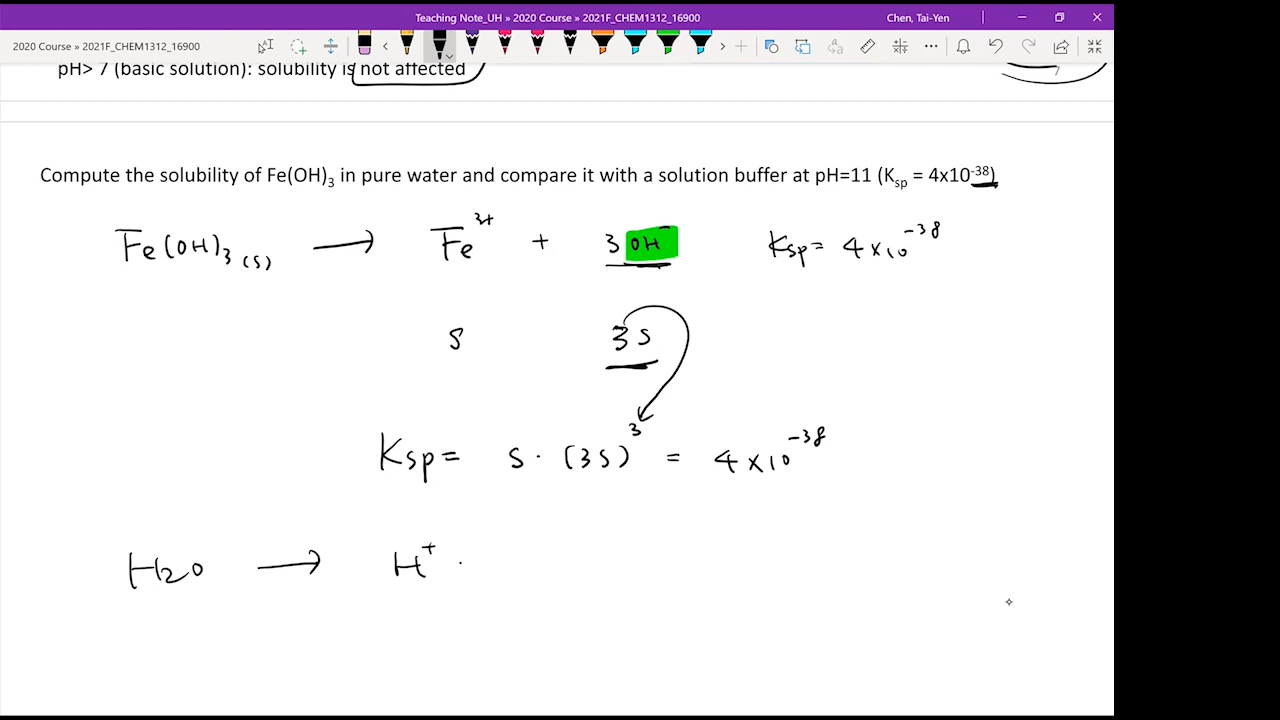 Teaching Note_UH » 2020 Course » 2021F_CHEM1312_16900
Chen, Tai-Yen
2020 Course » 2021F_CHEM1312_16900
pH> 7 (basic solution): solubility is not affected
Compute the solubility of Fe(OH)₃ in pure water and compare it with a solution buffer at pH=11 (Kₛₚ = 4x10⁻³⁸)
Fe(OH)₃ (s) ⟶ Fe³⁺ + 3 OH⁻ Ksp= 4×10⁻³⁸
s 3s
Ksp= s · (3s)³ = 4×10⁻³⁸
H₂O ⟶ H⁺